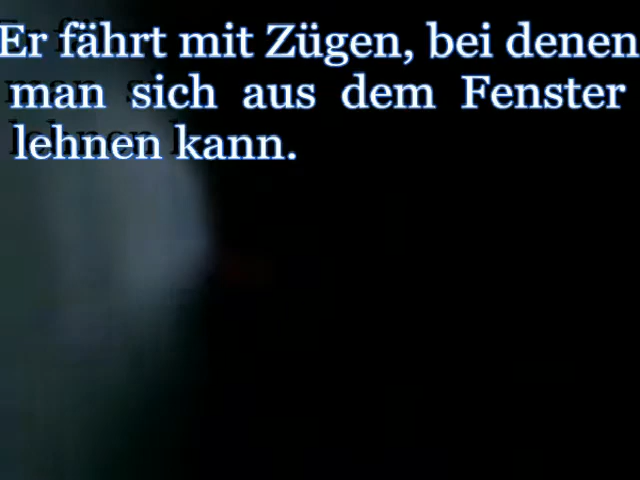 Er fährt mit Zügen, bei denen
man sich aus dem Fenster
lehnen kann.